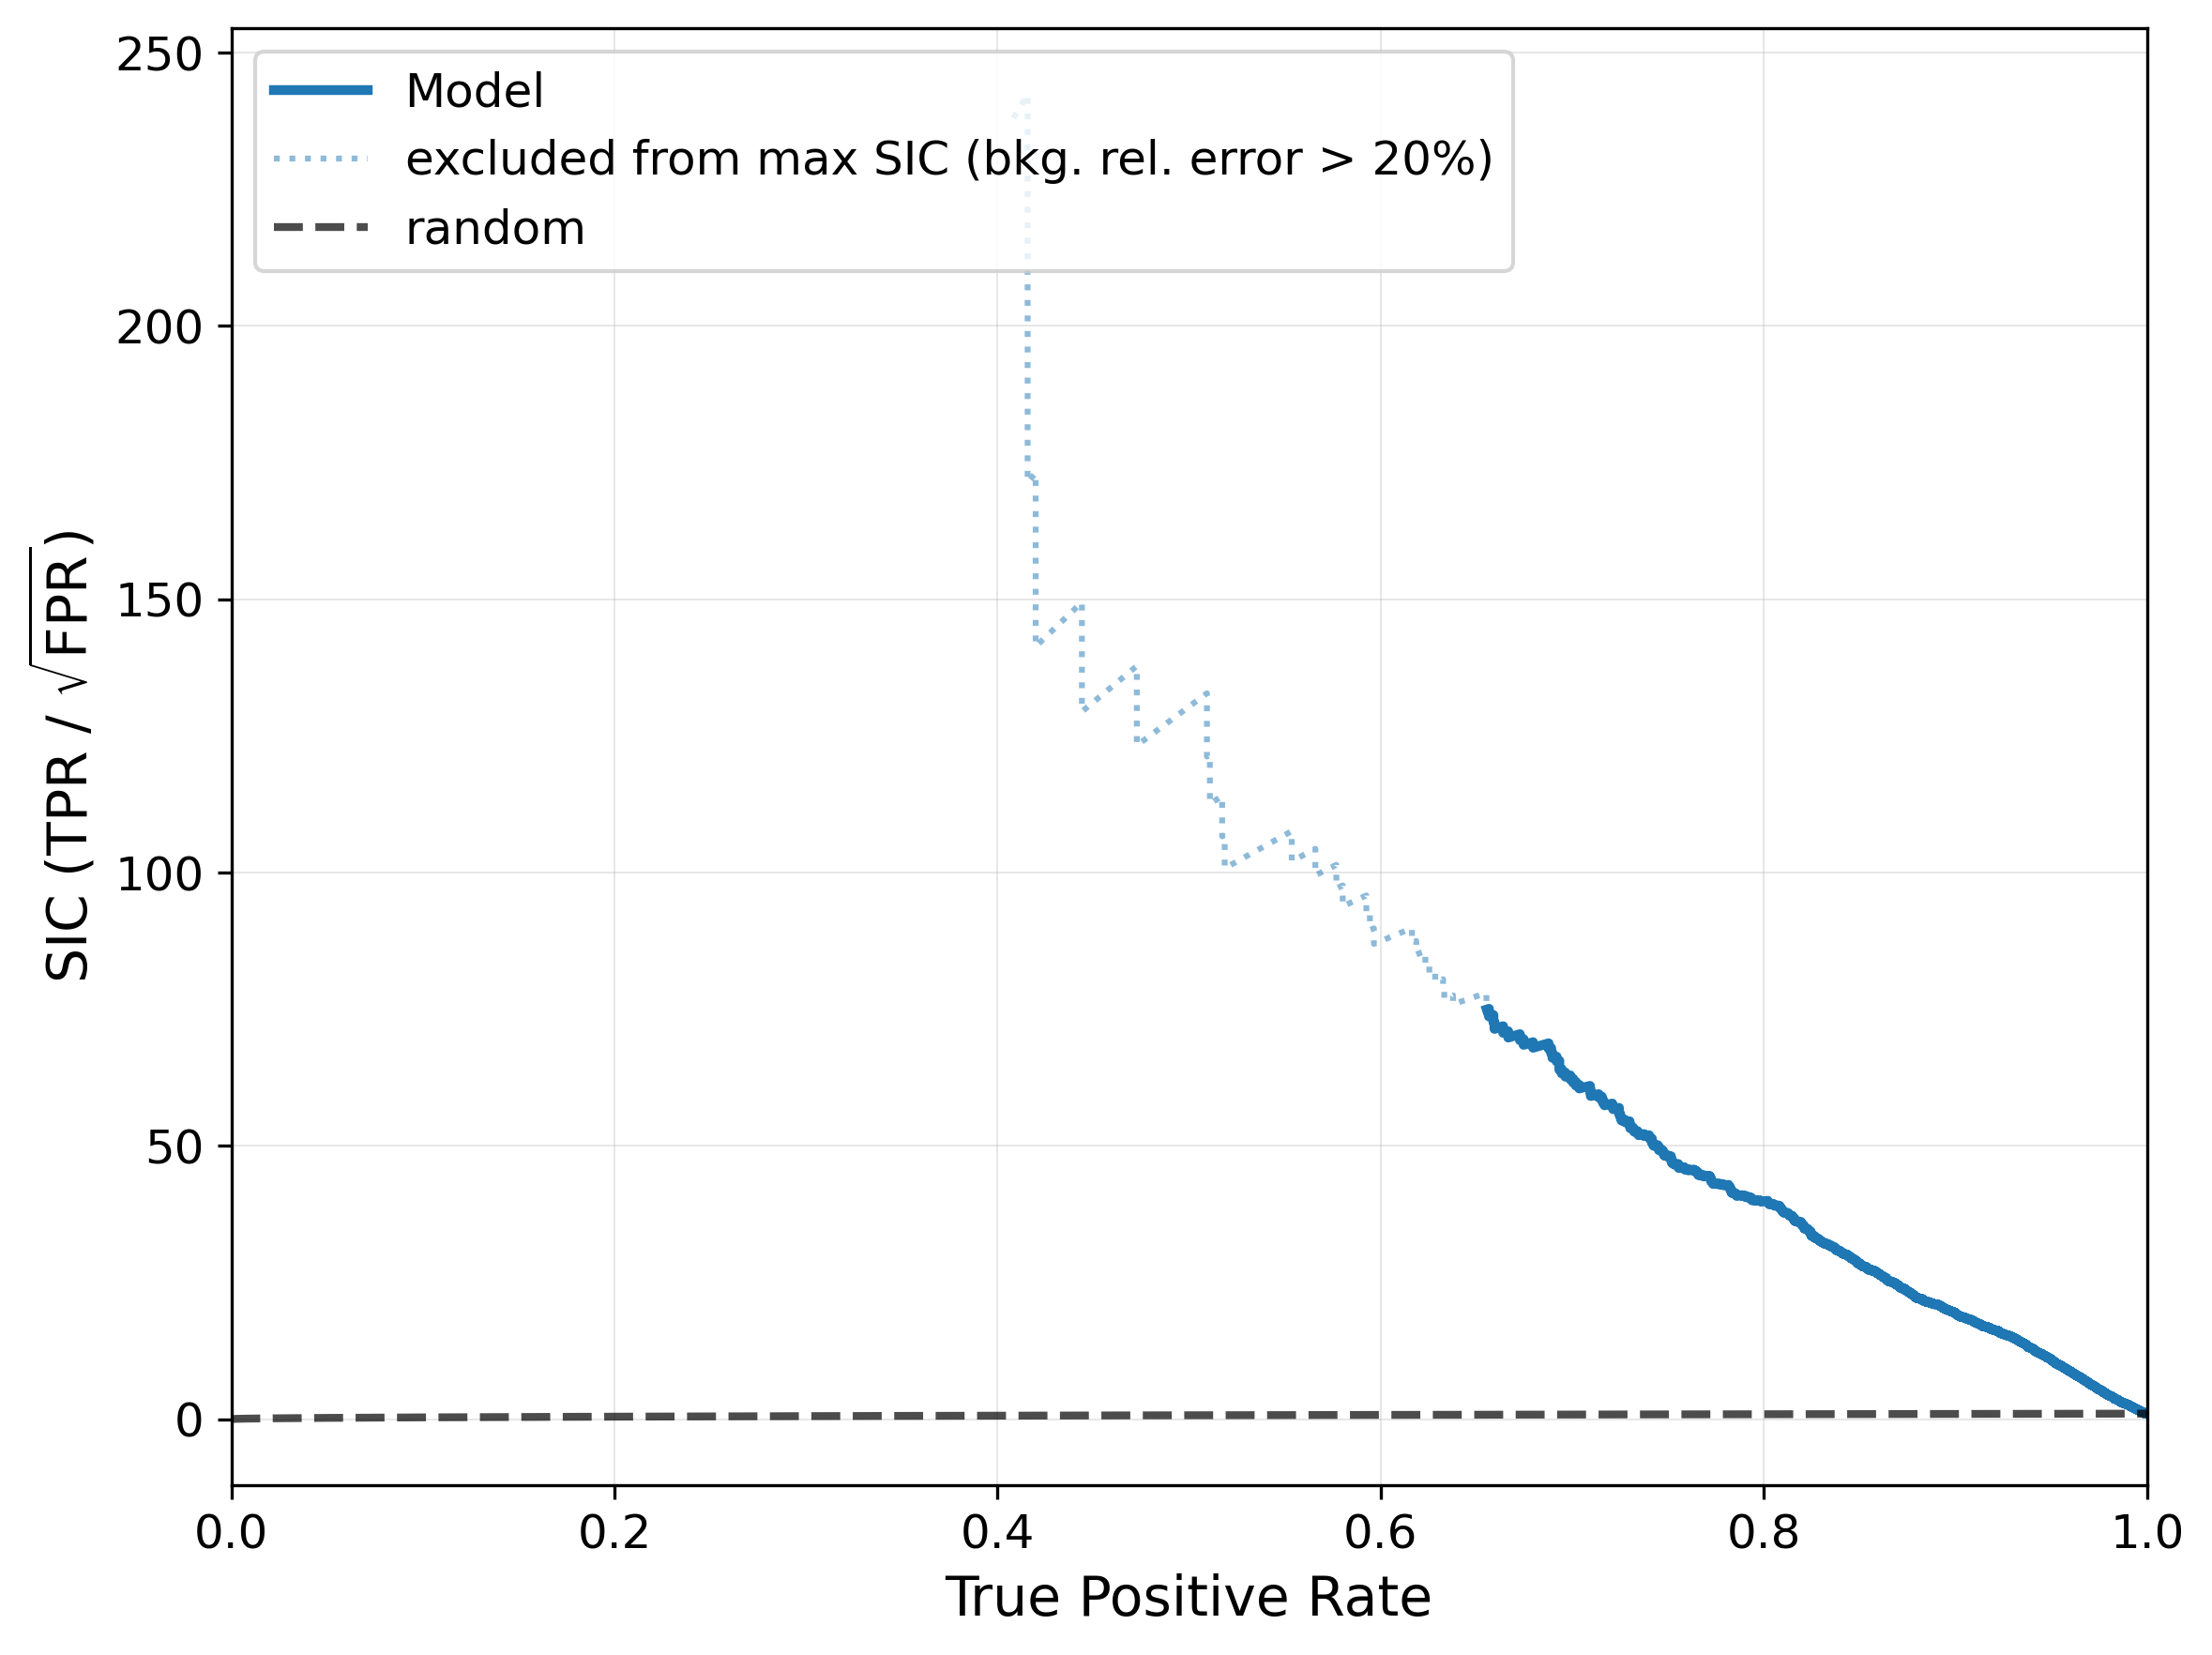 250
200
150
100
50
0
SIC (TPR / √FPR)
Model
excluded from max SIC (bkg. rel. error > 20%)
random
0.0 0.2 0.4 0.6 0.8 1.0
True Positive Rate